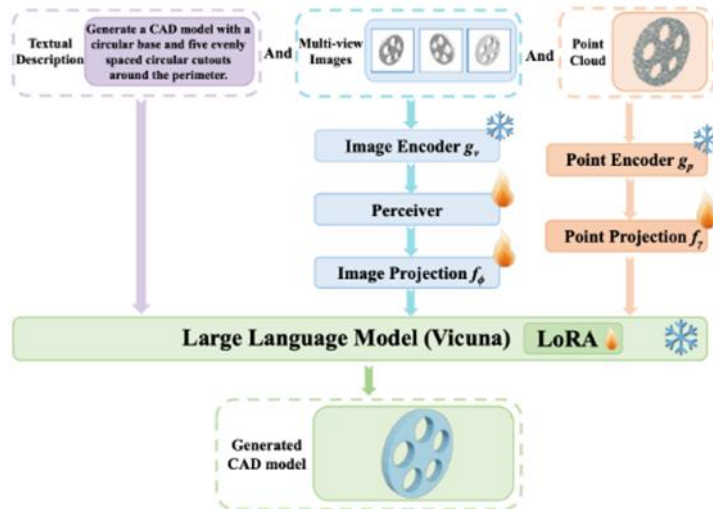 Textual
Description
Generate a CAD model with a
circular base and five evenly
spaced circular cutouts
around the perimeter.
And
Multi-view
Images
And
Point
Cloud
Image Encoder gᵥ
Point Encoder gₚ
Perceiver
Point Projection f?
Image Projection fϕ
Large Language Model (Vicuna)
LoRA
Generated
CAD model